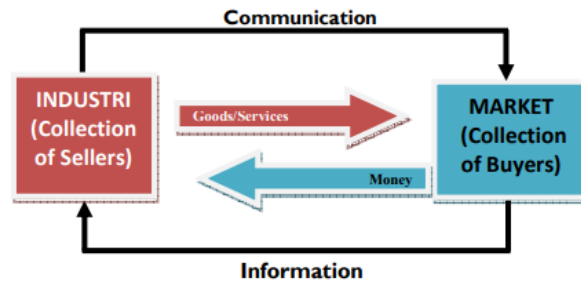 Communication
INDUSTRI
(Collection
of Sellers)
Goods/Services
MARKET
(Collection
of Buyers)
Money
Information